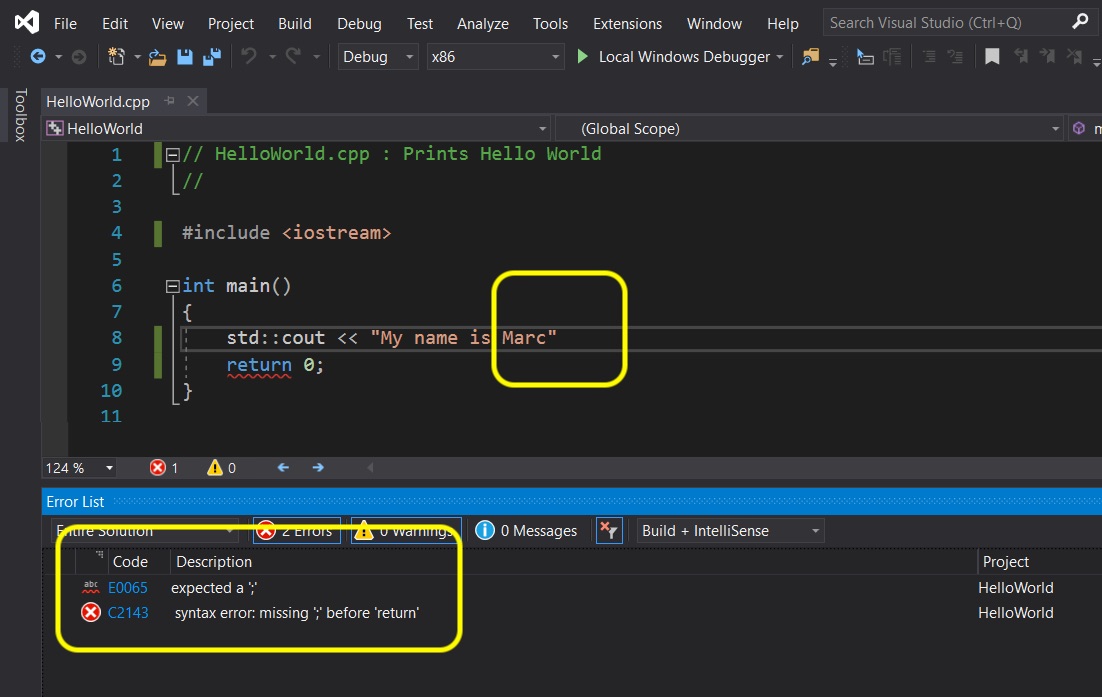 File Edit View Project Build Debug Test Analyze Tools Extensions Window Help Search Visual Studio (Ctrl+Q)
Debug x86 Local Windows Debugger
Toolbox
HelloWorld.cpp
HelloWorld (Global Scope) m
1 // HelloWorld.cpp : Prints Hello World
2 //
3
4 #include <iostream>
5
6 int main()
7 {
8 std::cout << "My name is Marc"
9 return 0;
10 }
11
124 % 1 0
Error List
Entire Solution 2 Errors 0 Warnings 0 Messages Build + IntelliSense
Code Description Project
abc E0065 expected a ';' HelloWorld
C2143 syntax error: missing ';' before 'return' HelloWorld